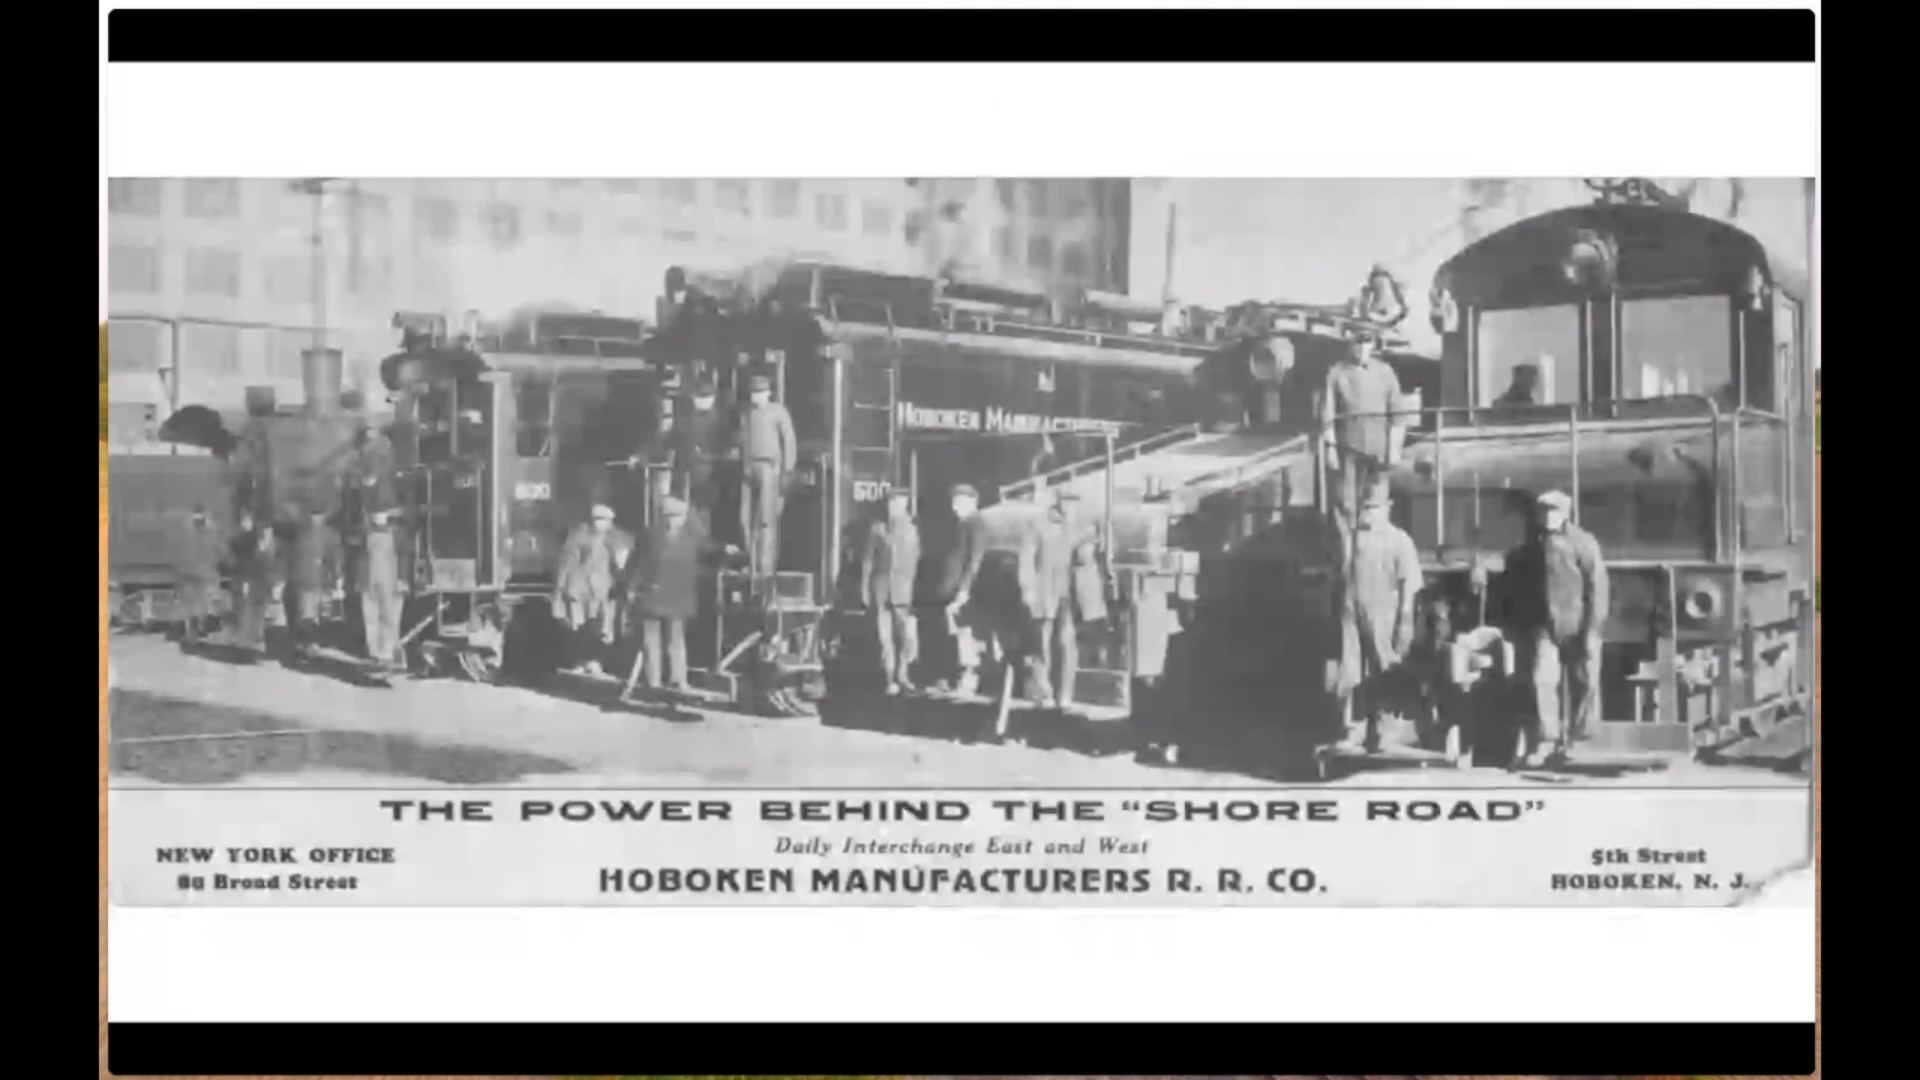 HOBOKEN MANUFACTURERS
600
600
THE POWER BEHIND THE “SHORE ROAD”
Daily Interchange East and West
NEW YORK OFFICE
80 Broad Street
HOBOKEN MANUFACTURERS R. R. CO.
5th Street
HOBOKEN, N. J.